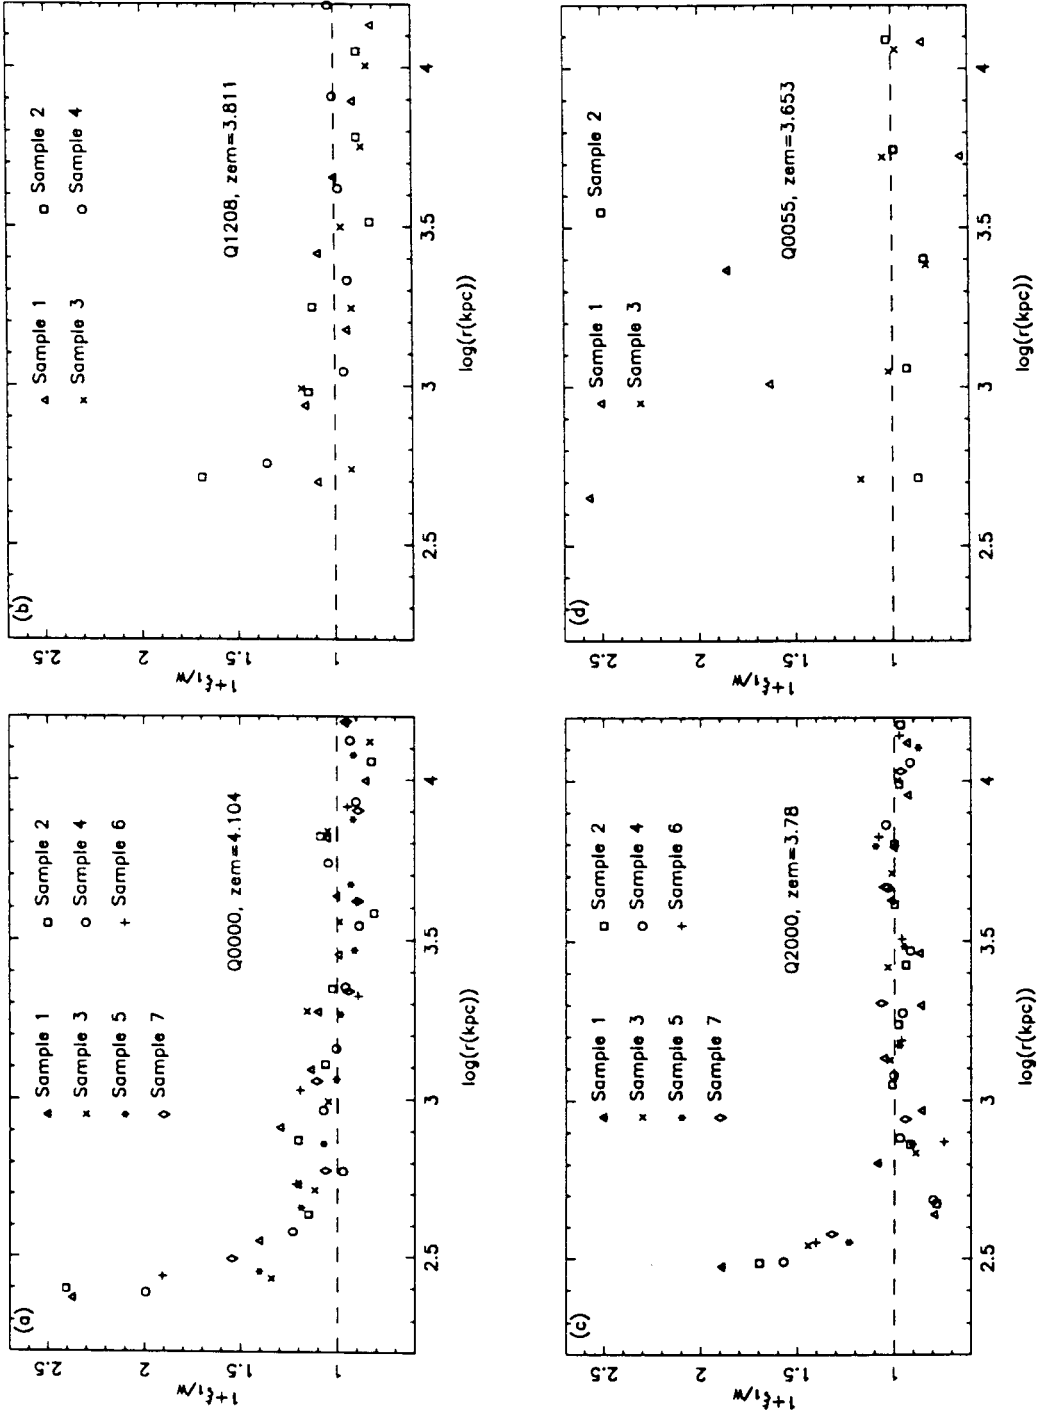 (a)
Sample 1 Sample 2
Sample 3 Sample 4
Sample 5 Sample 6
Sample 7
Q0000, zem=4.104
1+ξ₁/w
2.5
2
1.5
1
2.5 3 3.5 4
log(r(kpc))
(b)
Sample 1 Sample 2
Sample 3 Sample 4
Q1208, zem=3.811
1+ξ₁/w
2.5
2
1.5
1
2.5 3 3.5 4
log(r(kpc))
(c)
Sample 1 Sample 2
Sample 3 Sample 4
Sample 5 Sample 6
Sample 7
Q2000, zem=3.78
1+ξ₁/w
2.5
2
1.5
1
2.5 3 3.5 4
log(r(kpc))
(d)
Sample 1 Sample 2
Sample 3
Q0055, zem=3.653
1+ξ₁/w
2.5
2
1.5
1
2.5 3 3.5 4
log(r(kpc))